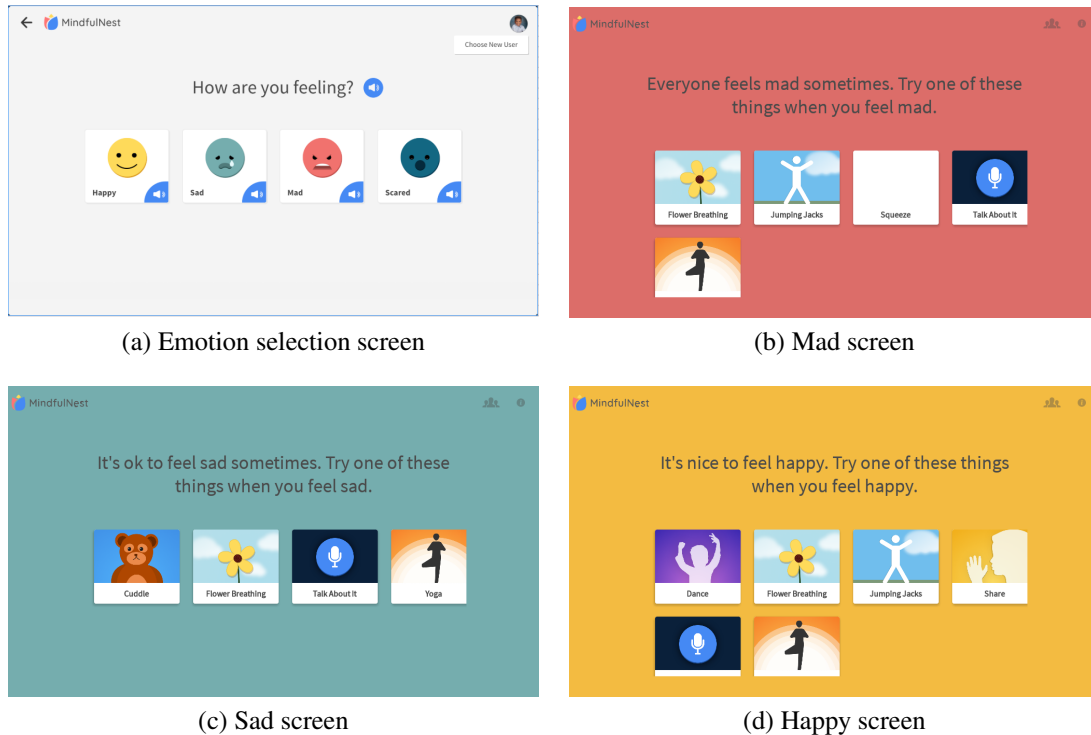 MindfulNest
Choose New User
How are you feeling?
Happy
Sad
Mad
Scared
(a) Emotion selection screen
MindfulNest
Everyone feels mad sometimes. Try one of these
things when you feel mad.
Flower Breathing
Jumping Jacks
Squeeze
Talk About It
(b) Mad screen
MindfulNest
It's ok to feel sad sometimes. Try one of these
things when you feel sad.
Cuddle
Flower Breathing
Talk About It
Yoga
(c) Sad screen
MindfulNest
It's nice to feel happy. Try one of these things
when you feel happy.
Dance
Flower Breathing
Jumping Jacks
Share
(d) Happy screen